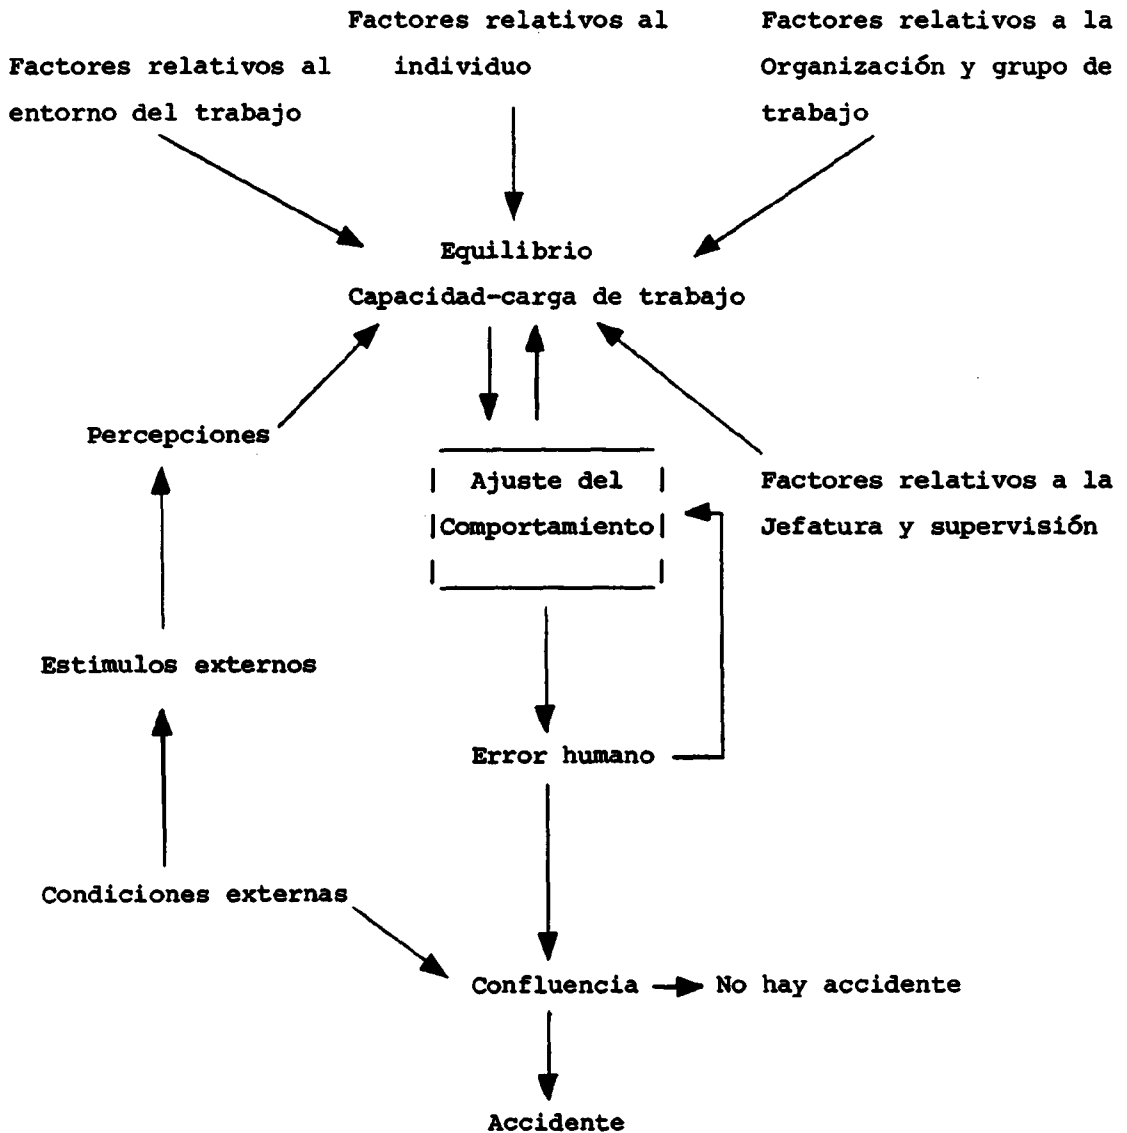 Factores relativos al
individuo
Factores relativos al
entorno del trabajo
Factores relativos a la
Organización y grupo de
trabajo
Equilibrio
Capacidad-carga de trabajo
Percepciones
Ajuste del
Comportamiento
Factores relativos a la
Jefatura y supervisión
Estimulos externos
Error humano
Condiciones externas
Confluencia
No hay accidente
Accidente